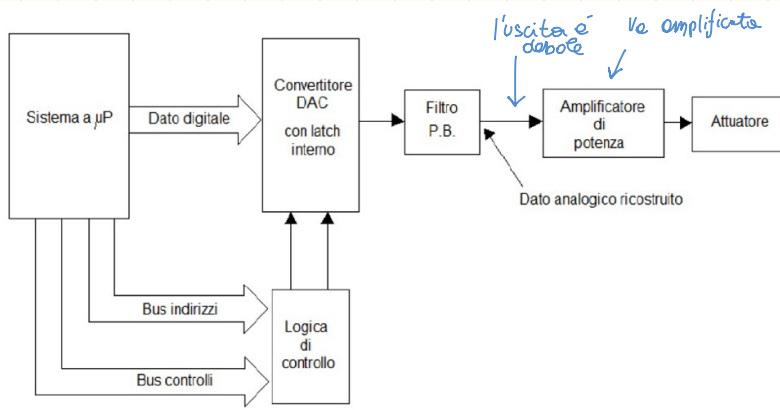 l'uscita é
debole
Va amplificata
Sistema a µP
Dato digitale
Convertitore
DAC
con latch
interno
Filtro
P.B.
Amplificatore
di
potenza
Attuatore
Dato analogico ricostruito
Bus indirizzi
Logica
di
controllo
Bus controlli